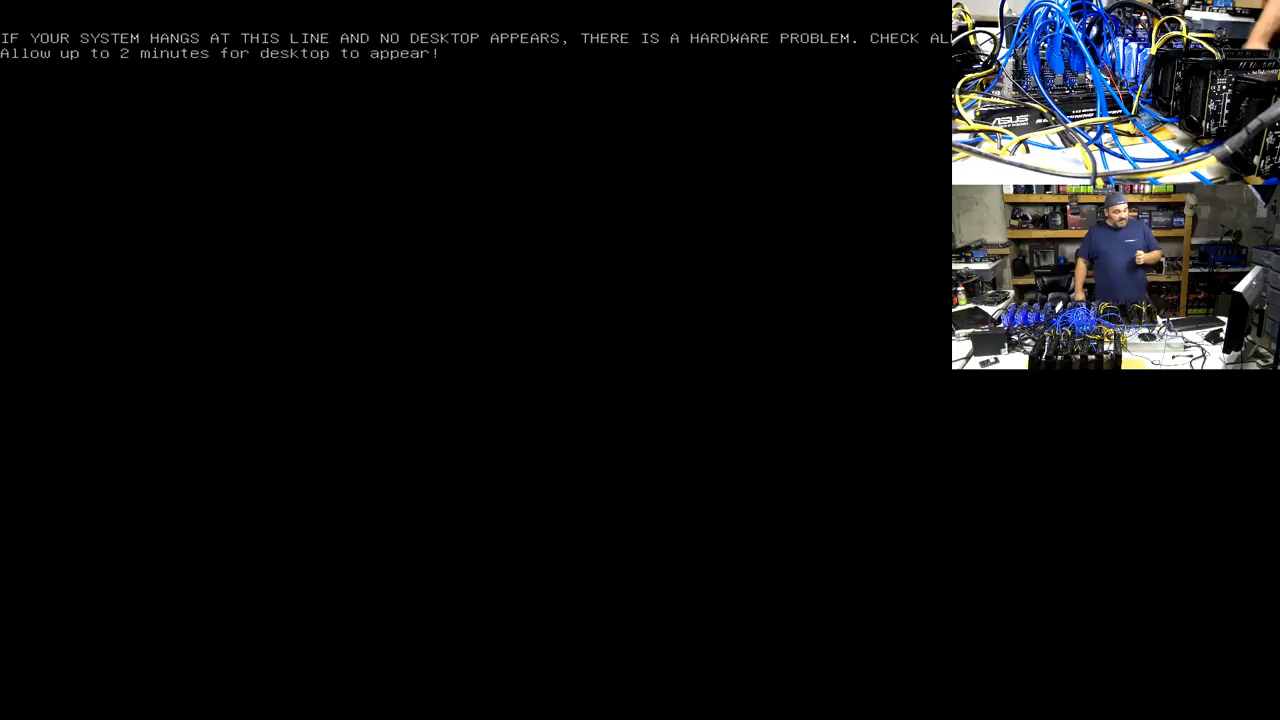 IF YOUR SYSTEM HANGS AT THIS LINE AND NO DESKTOP APPEARS, THERE IS A HARDWARE PROBLEM. CHECK AL
Allow up to 2 minutes for desktop to appear!
ASUS